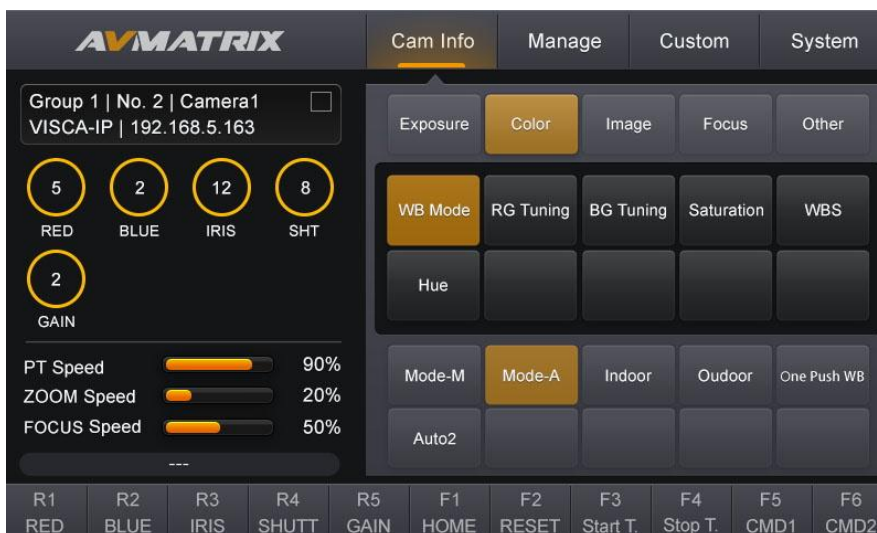 AVMATRIX
Cam Info Manage Custom System
Group 1 | No. 2 | Camera1
VISCA-IP | 192.168.5.163
5 2 12 8
RED BLUE IRIS SHT
2
GAIN
PT Speed 90%
ZOOM Speed 20%
FOCUS Speed 50%
---
Exposure Color Image Focus Other
WB Mode RG Tuning BG Tuning Saturation WBS
Hue
Mode-M Mode-A Indoor Oudoor One Push WB
Auto2
R1 R2 R3 R4 R5 F1 F2 F3 F4 F5 F6
RED BLUE IRIS SHUTT GAIN HOME RESET Start T. Stop T. CMD1 CMD2